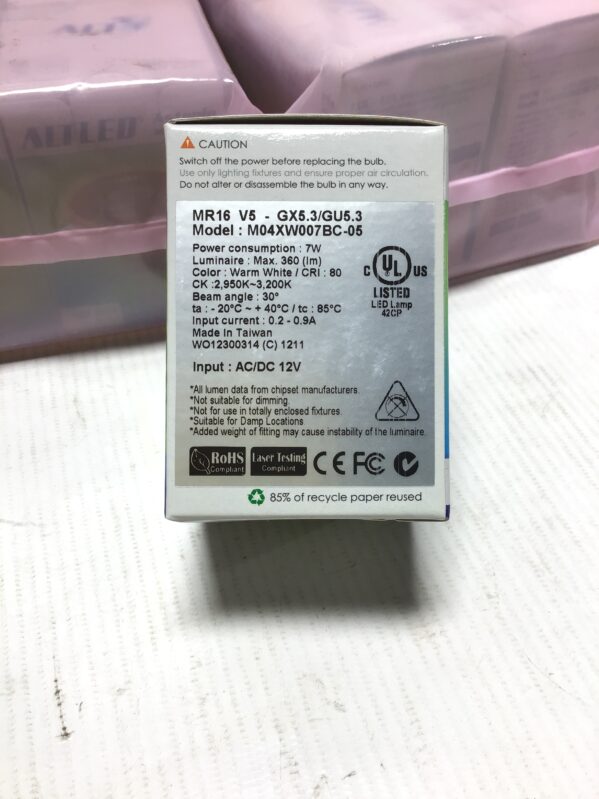 ALTLED
CAUTION
Switch off the power before replacing the bulb.
Use only lighting fixtures and ensure proper air circulation.
Do not alter or disassemble the bulb in any way.
MR16 V5 - GX5.3/GU5.3
Model : M04XW007BC-05
Power consumption : 7W
Luminaire : Max. 360 (lm)
Color : Warm White / CRI : 80
CK :2,950K~3,200K
Beam angle : 30°
ta : - 20°C ~ + 40°C / tc : 85°C
Input current : 0.2 - 0.9A
Made In Taiwan
WO12300314 (C) 1211
Input : AC/DC 12V
C UL US
LISTED
LED Lamp
42CP
*All lumen data from chipset manufacturers.
*Not suitable for dimming.
*Not for use in totally enclosed fixtures.
*Suitable for Damp Locations
*Added weight of fitting may cause instability of the luminaire.
RoHS
Compliant
Laser Testing
Compliant
CE FC
85% of recycle paper reused